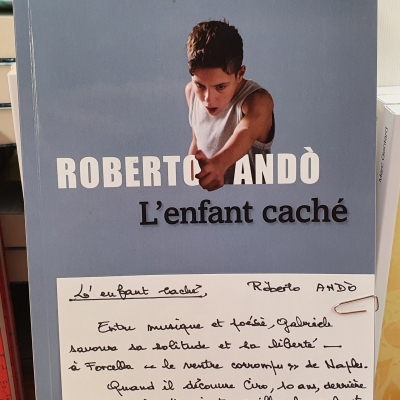 ROBERTO ANDÒ
L'enfant caché
L'enfant caché, Roberto ANDÒ
Entre musique et poésie, Gabriele
savoure sa solitude et sa liberté —
à Forcella « le ventre corrompu » de Naples.
Quand il découvre Ciro, 10 ans, derrière